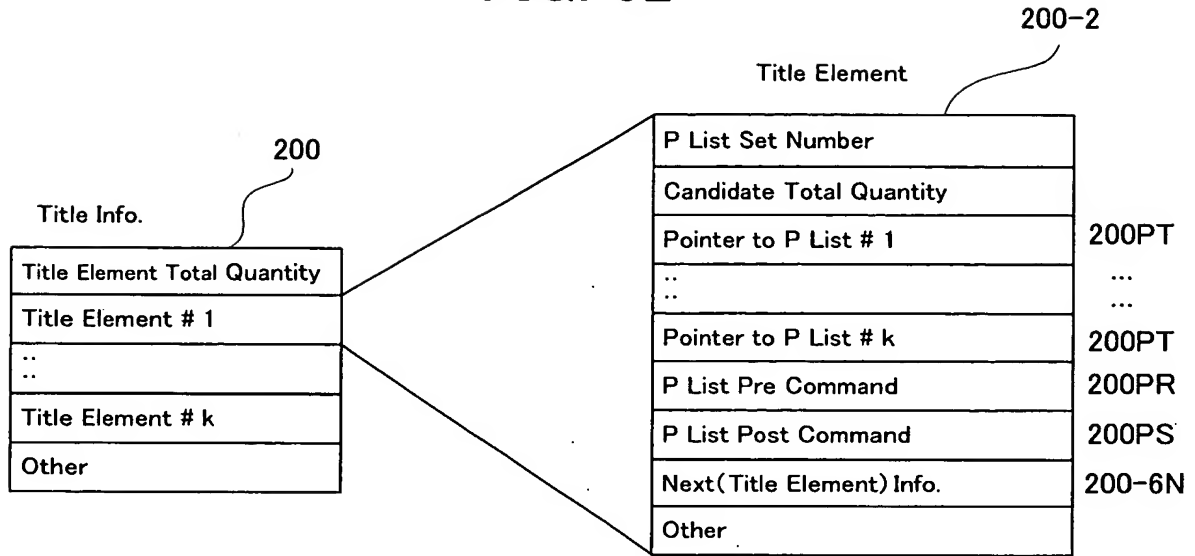 200-2
Title Element
200
Title Info.
Title Element Total Quantity
Title Element # 1
: :
Title Element # k
Other
P List Set Number
Candidate Total Quantity
Pointer to P List # 1 200PT
: : ...
...
Pointer to P List # k 200PT
P List Pre Command 200PR
P List Post Command 200PS
Next(Title Element) Info. 200-6N
Other